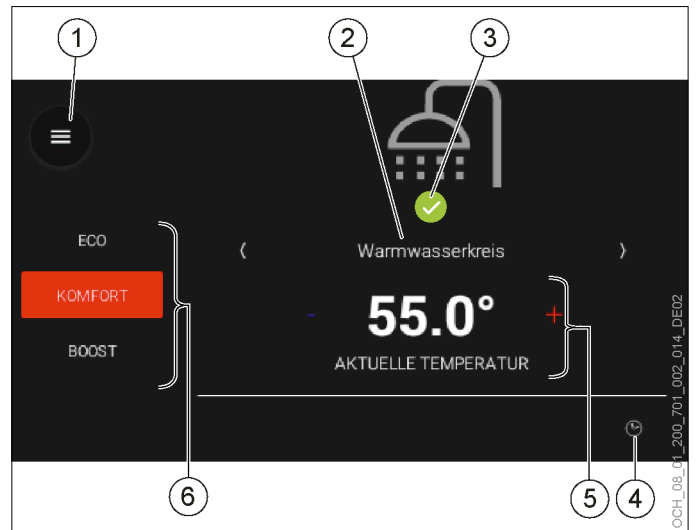 1
2
3
ECO
KOMFORT
BOOST
‹ Warmwasserkreis ›
- 55.0° +
AKTUELLE TEMPERATUR
6
5
4
OCH_08_01_200_701_002_014_DE02